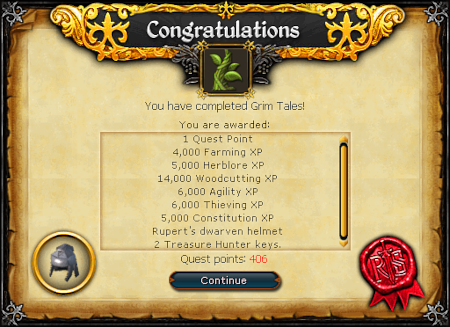 Congratulations
You have completed Grim Tales!
You are awarded:
1 Quest Point
4,000 Farming XP
5,000 Herblore XP
14,000 Woodcutting XP
6,000 Agility XP
6,000 Thieving XP
5,000 Constitution XP
Rupert's dwarven helmet
2 Treasure Hunter keys.
Quest points: 406
Continue
RS